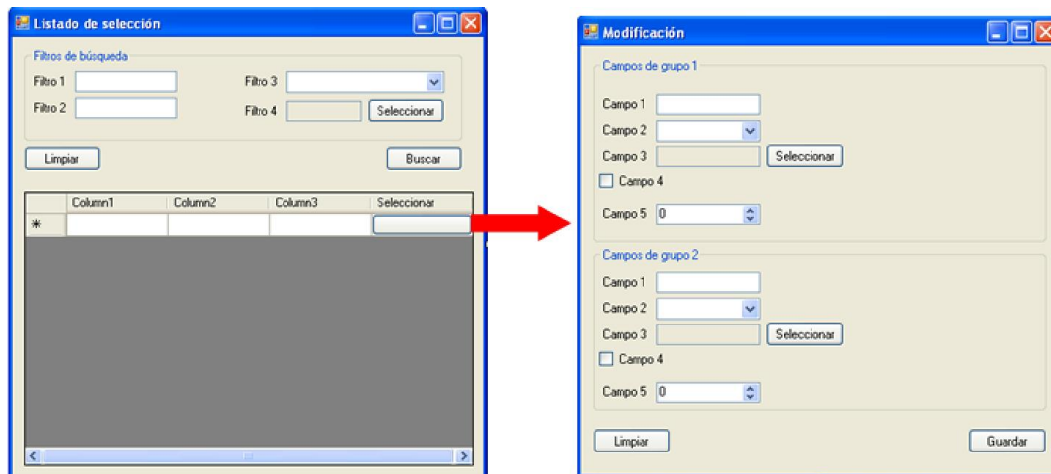 Listado de selección
Filtros de búsqueda
Filtro 1
Filtro 3
Filtro 2
Filtro 4
Seleccionar
Limpiar
Buscar
Column1 Column2 Column3 Seleccionar
*
Modificación
Campos de grupo 1
Campo 1
Campo 2
Campo 3 Seleccionar
Campo 4
Campo 5 0
Campos de grupo 2
Campo 1
Campo 2
Campo 3 Seleccionar
Campo 4
Campo 5 0
Limpiar
Guardar